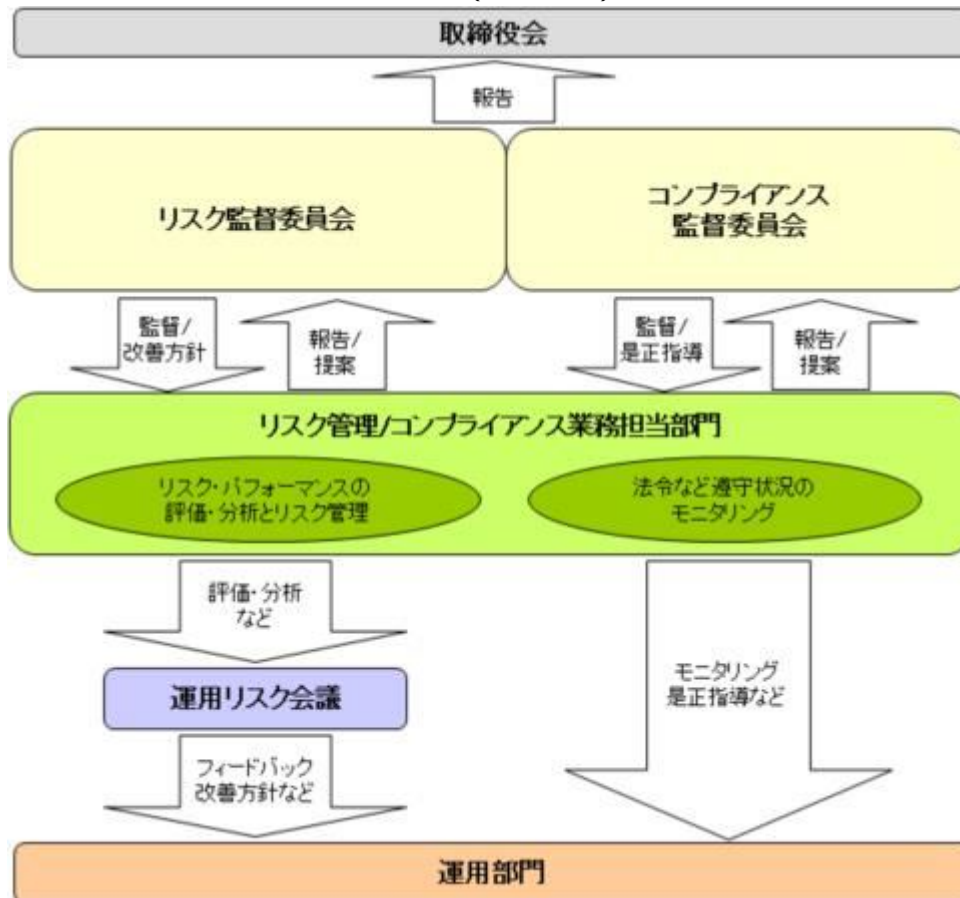 取締役会
報告
リスク監督委員会
コンプライアンス
監督委員会
監督/
改善方針
報告/
提案
監督/
是正指導
報告/
提案
リスク管理/コンプライアンス業務担当部門
リスク・パフォーマンスの
評価・分析とリスク管理
法令など遵守状況の
モニタリング
評価・分析
など
運用リスク会議
モニタリング
是正指導など
フィードバック
改善方針など
運用部門